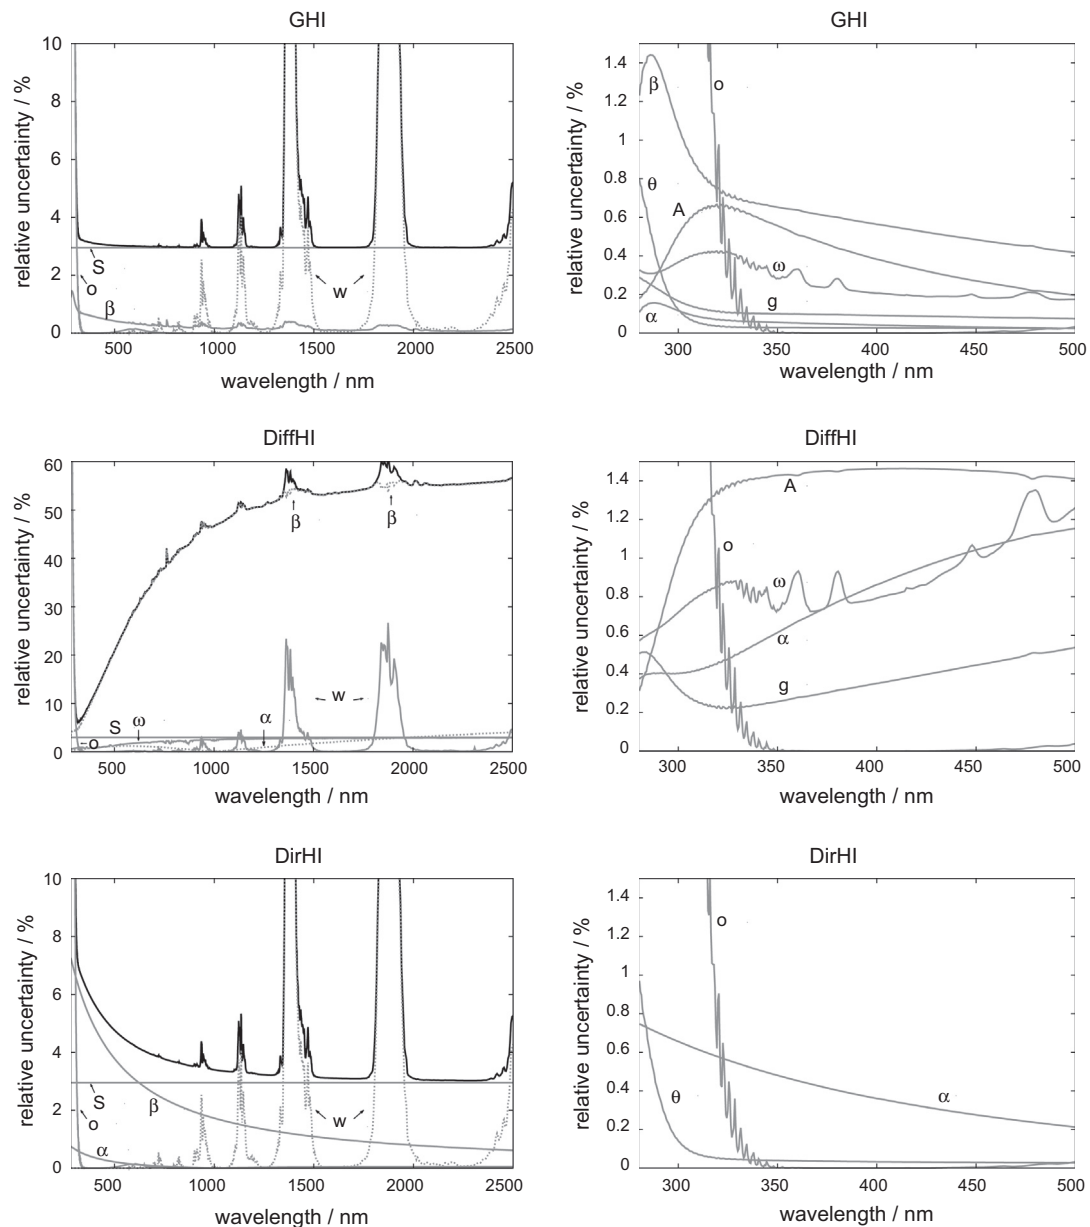 GHI
10
8
6
4
2
0
relative uncertainty / %
S
o
β
w
500 1000 1500 2000 2500
wavelength / nm
GHI
1.4
1.2
1
0.8
0.6
0.4
0.2
0
relative uncertainty / %
β
o
θ
A
ω
g
α
300 350 400 450 500
wavelength / nm
DiffHI
60
50
40
30
20
10
0
relative uncertainty / %
β
β
w
S ω α
o
500 1000 1500 2000 2500
wavelength / nm
DiffHI
1.4
1.2
1
0.8
0.6
0.4
0.2
0
relative uncertainty / %
A
o
ω
α
g
300 350 400 450 500
wavelength / nm
DirHI
10
8
6
4
2
0
relative uncertainty / %
S
o
β
w
α
500 1000 1500 2000 2500
wavelength / nm
DirHI
1.4
1.2
1
0.8
0.6
0.4
0.2
0
relative uncertainty / %
o
θ
α
300 350 400 450 500
wavelength / nm